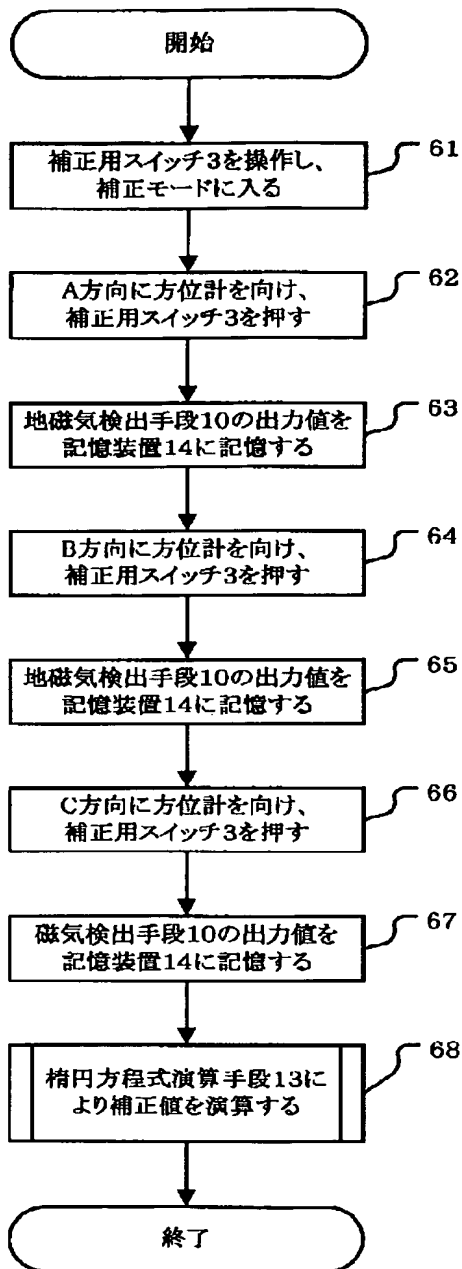 開始
補正用スイッチ3を操作し、
補正モードに入る
61
A方向に方位計を向け、
補正用スイッチ3を押す
62
地磁気検出手段10の出力値を
記憶装置14に記憶する
63
B方向に方位計を向け、
補正用スイッチ3を押す
64
地磁気検出手段10の出力値を
記憶装置14に記憶する
65
C方向に方位計を向け、
補正用スイッチ3を押す
66
磁気検出手段10の出力値を
記憶装置14に記憶する
67
楕円方程式演算手段13に
より補正値を演算する
68
終了